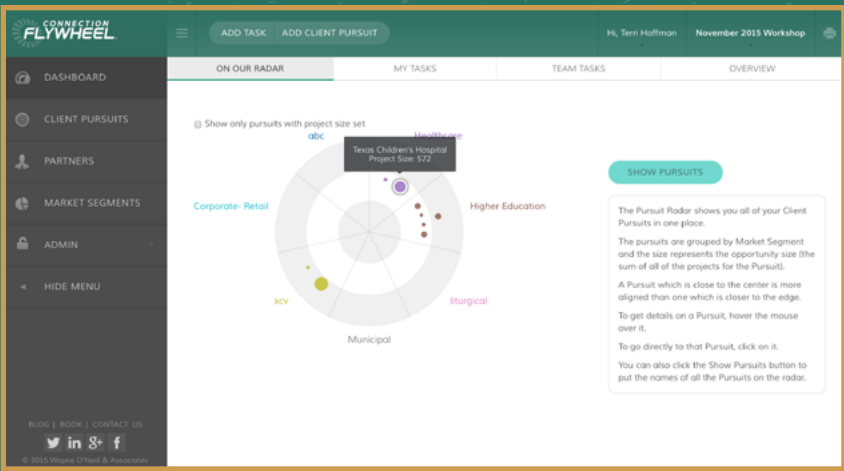 CONNECTION
FLYWHEEL
ADD TASK
ADD CLIENT PURSUIT
Hi, Terri Hoffman
November 2015 Workshop
DASHBOARD
CLIENT PURSUITS
PARTNERS
MARKET SEGMENTS
ADMIN
HIDE MENU
BLOG | BOOK | CONTACT US
© 2015 Wayne O'Neill & Associates
ON OUR RADAR
MY TASKS
TEAM TASKS
OVERVIEW
Show only pursuits with project size set
abc
Healthcare
Texas Children's Hospital
Project Size: 572
Corporate- Retail
Higher Education
xcv
liturgical
Municipal
SHOW PURSUITS
The Pursuit Radar shows you all of your Client
Pursuits in one place.
The pursuits are grouped by Market Segment
and the size represents the opportunity size (the
sum of all of the projects for the Pursuit).
A Pursuit which is close to the center is more
aligned than one which is closer to the edge.
To get details on a Pursuit, hover the mouse
over it.
To go directly to that Pursuit, click on it.
You can also click the Show Pursuits button to
put the names of all the Pursuits on the radar.